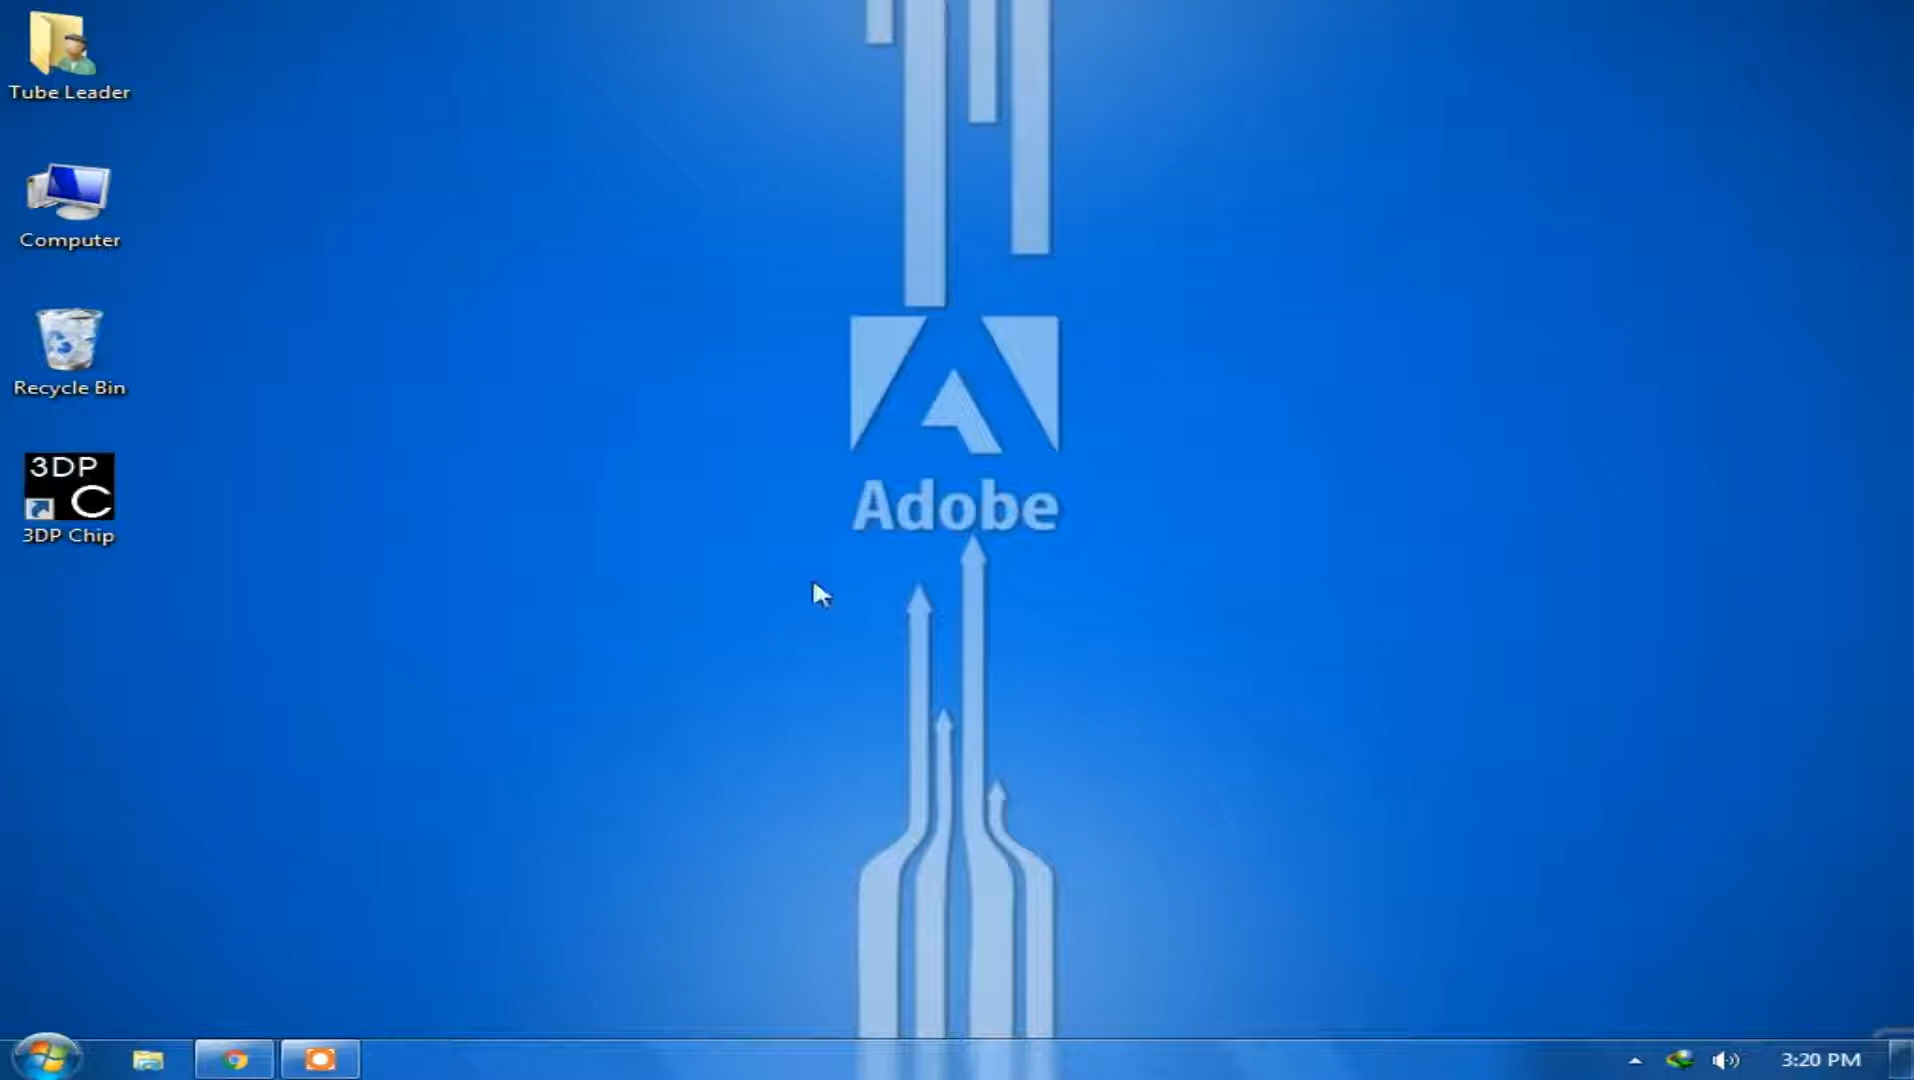 Tube Leader
Computer
Recycle Bin
3DP
C
3DP Chip
Adobe
3:20 PM